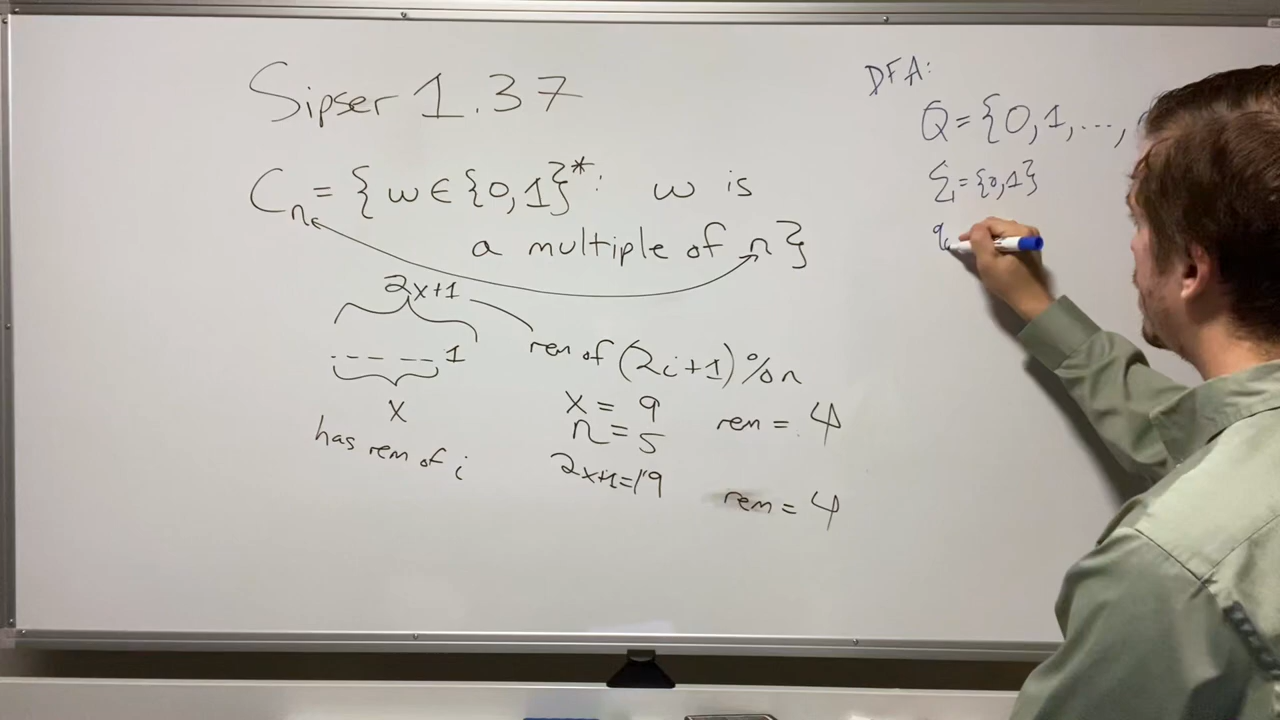 Sipser 1.37
Cₙ = { w ∈ {0,1}*: w is
a multiple of n}
2x+1
_ _ _ _ _ 1
x
has rem of i
rem of (2i+1) % n
x = 9 rem = 4
n = 5
2x+1=19
rem = 4
DFA:
Q = {0, 1, ...,
Σ = {0,1}
q